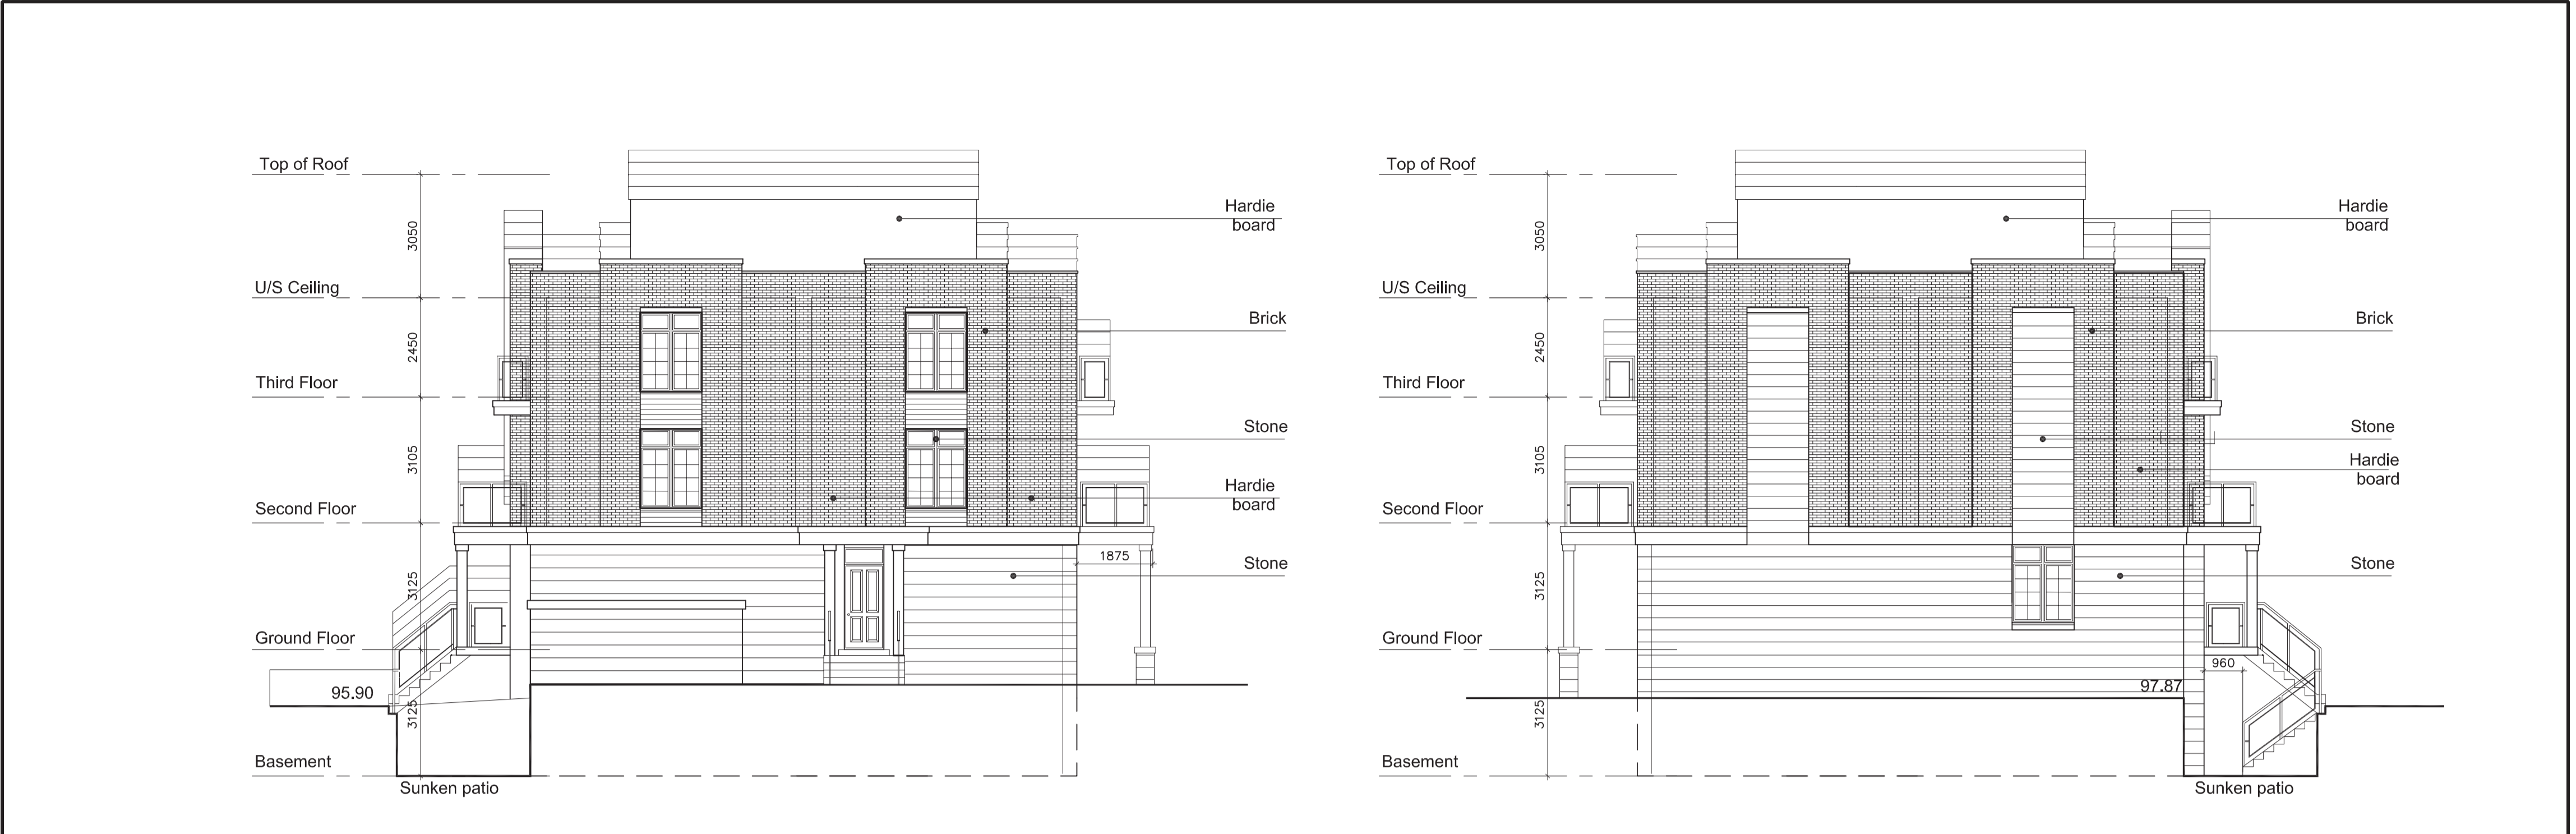 Top of Roof
3050
Hardie
board
U/S Ceiling
2450
Brick
Third Floor
3105
Stone
Hardie
board
Second Floor
3125
1875
Stone
Ground Floor
95.90
3125
Basement
Sunken patio
Top of Roof
3050
Hardie
board
U/S Ceiling
2450
Brick
Third Floor
3105
Stone
Hardie
board
Second Floor
3125
Stone
Ground Floor
960
97.87
3125
Basement
Sunken patio